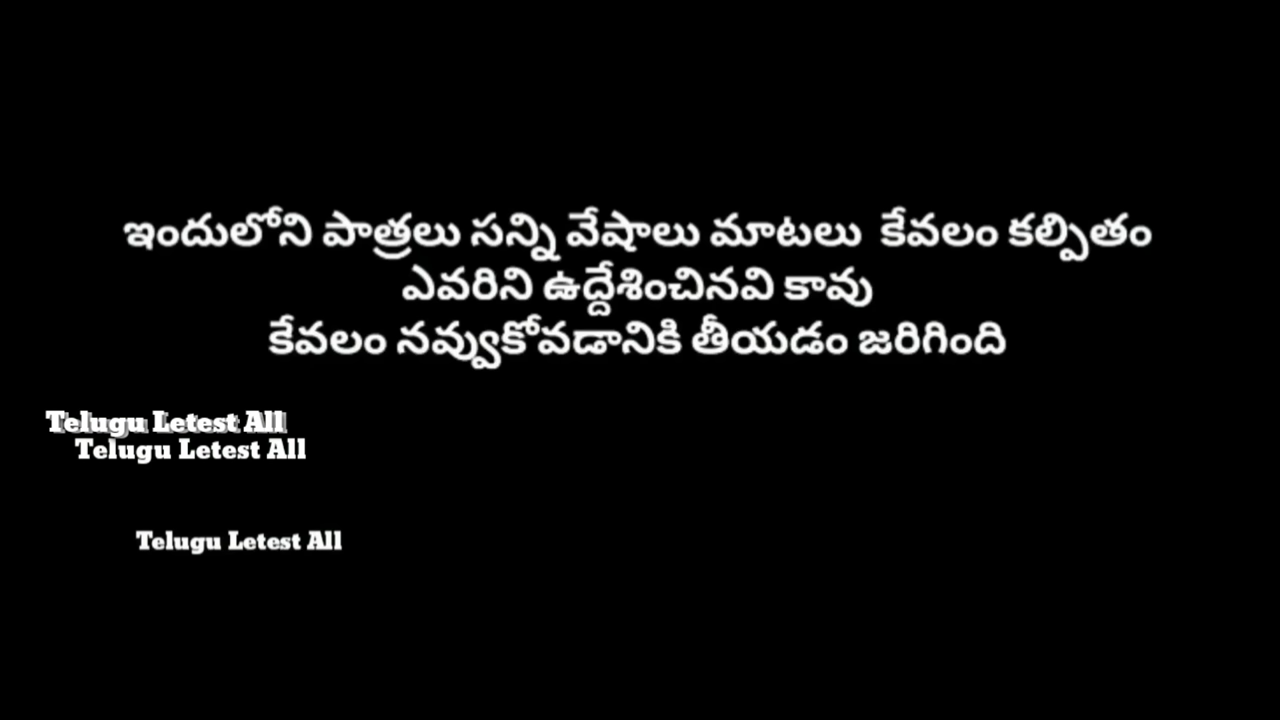 ఇందులోని పాత్రలు సన్ని వేషాలు మాటలు కేవలం కల్పితం
ఎవరిని ఉద్దేశించినవి కావు
కేవలం నవ్వుకోవడానికి తీయడం జరిగింది
Telugu Letest All
Telugu Letest All
Telugu Letest All